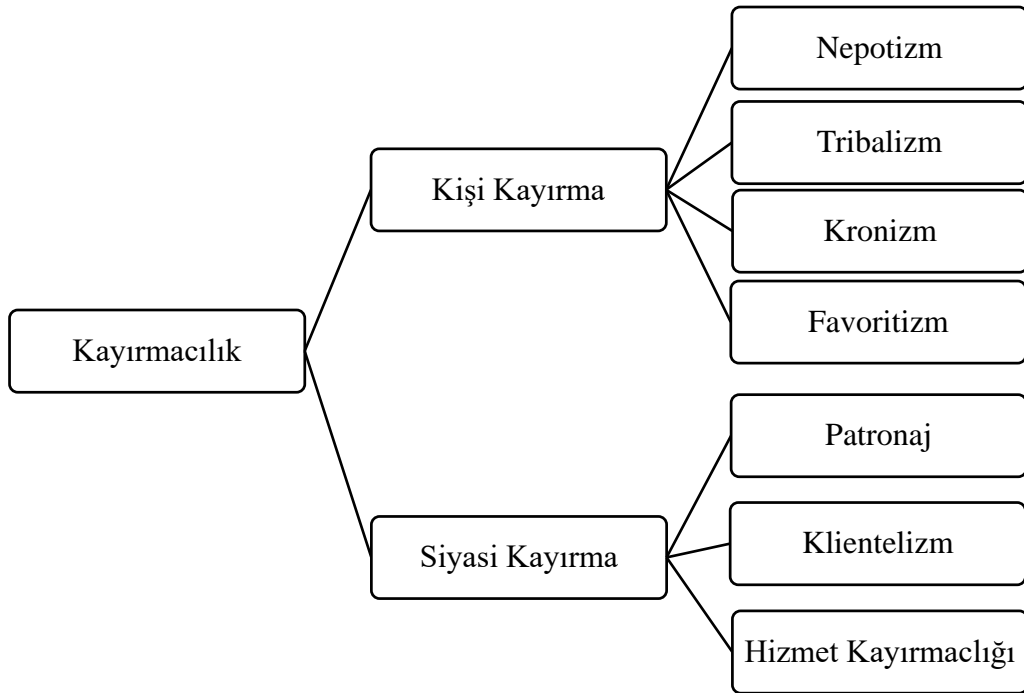 Kayırmacılık
Kişi Kayırma
Nepotizm
Tribalizm
Kronizm
Favoritizm
Siyasi Kayırma
Patronaj
Klientelizm
Hizmet Kayırmaclığı